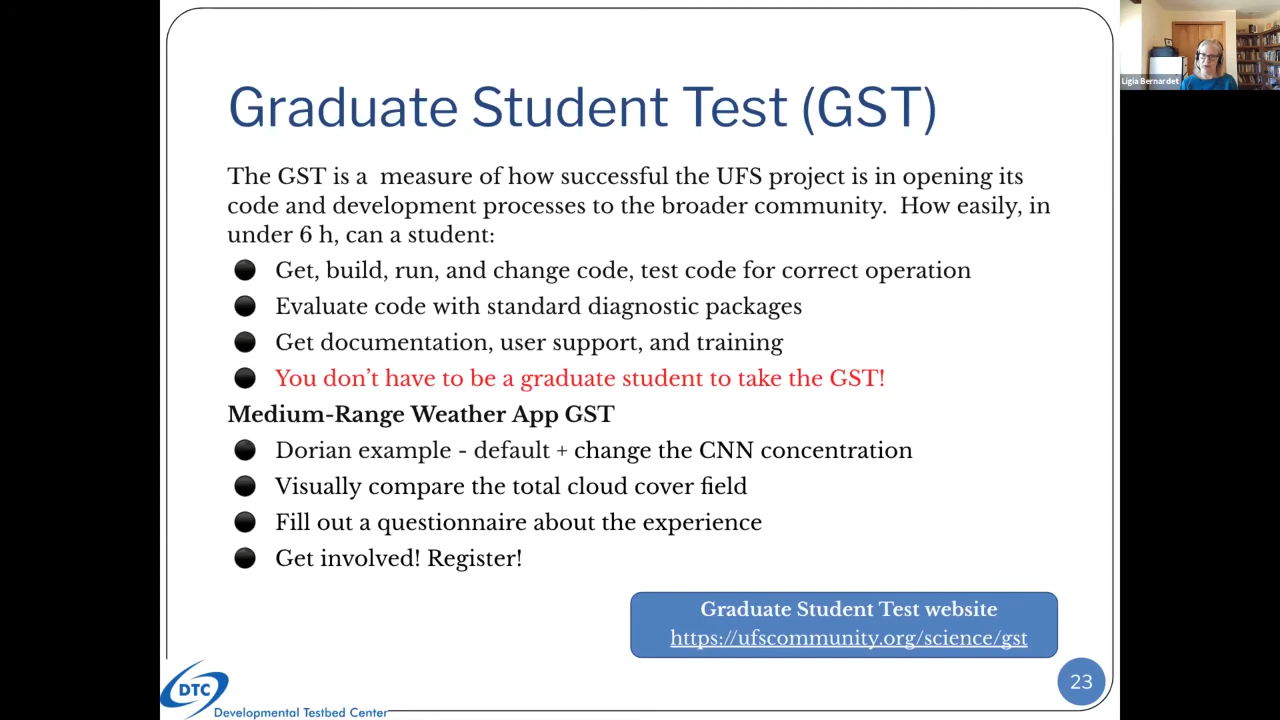 Graduate Student Test (GST)
Ligia Bernardet
The GST is a measure of how successful the UFS project is in opening its
code and development processes to the broader community. How easily, in
under 6 h, can a student:
Get, build, run, and change code, test code for correct operation
Evaluate code with standard diagnostic packages
Get documentation, user support, and training
You don’t have to be a graduate student to take the GST!
Medium-Range Weather App GST
Dorian example - default + change the CNN concentration
Visually compare the total cloud cover field
Fill out a questionnaire about the experience
Get involved! Register!
Graduate Student Test website
https://ufscommunity.org/science/gst
23
DTC
Developmental Testbed Center